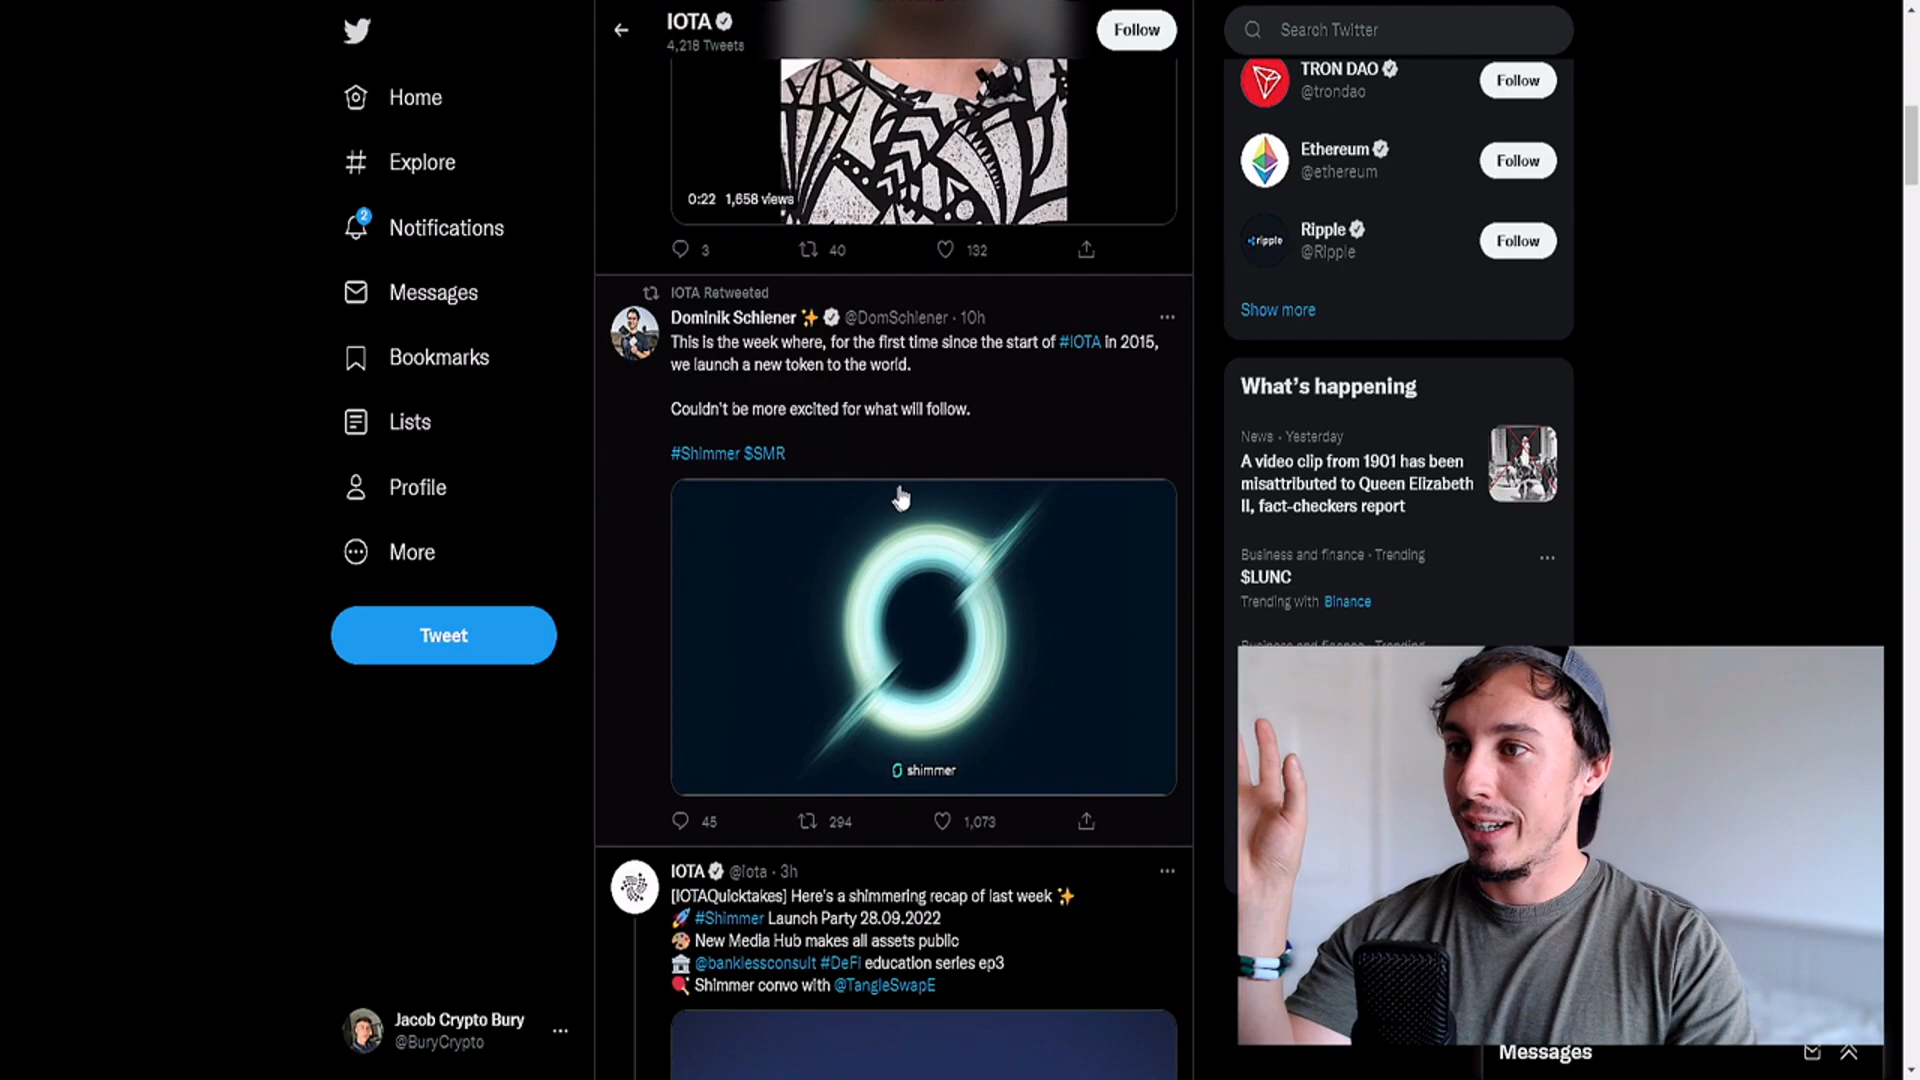 Home
Explore
2
Notifications
Messages
Bookmarks
Lists
Profile
More
Tweet
Jacob Crypto Bury
@BuryCrypto
IOTA
4,218 Tweets
Follow
0:22 1,658 views
3 40 132
IOTA Retweeted
Dominik Schiener ✨ @DomSchiener · 10h
This is the week where, for the first time since the start of #IOTA in 2015,
we launch a new token to the world.
Couldn't be more excited for what will follow.
#Shimmer $SMR
shimmer
45 294 1,073
IOTA @iota · 3h
[IOTAQuicktakes] Here's a shimmering recap of last week ✨
🚀 #Shimmer Launch Party 28.09.2022
🎨 New Media Hub makes all assets public
🏛 @banklessconsult #DeFi education series ep3
🏓 Shimmer convo with @TangleSwapE
Search Twitter
TRON DAO
@trondao
Follow
Ethereum
@ethereum
Follow
ripple
Ripple
@Ripple
Follow
Show more
What's happening
News · Yesterday
A video clip from 1901 has been
misattributed to Queen Elizabeth
II, fact-checkers report
Business and finance · Trending
$LUNC
Trending with Binance
Business and finance · Trending
Messages